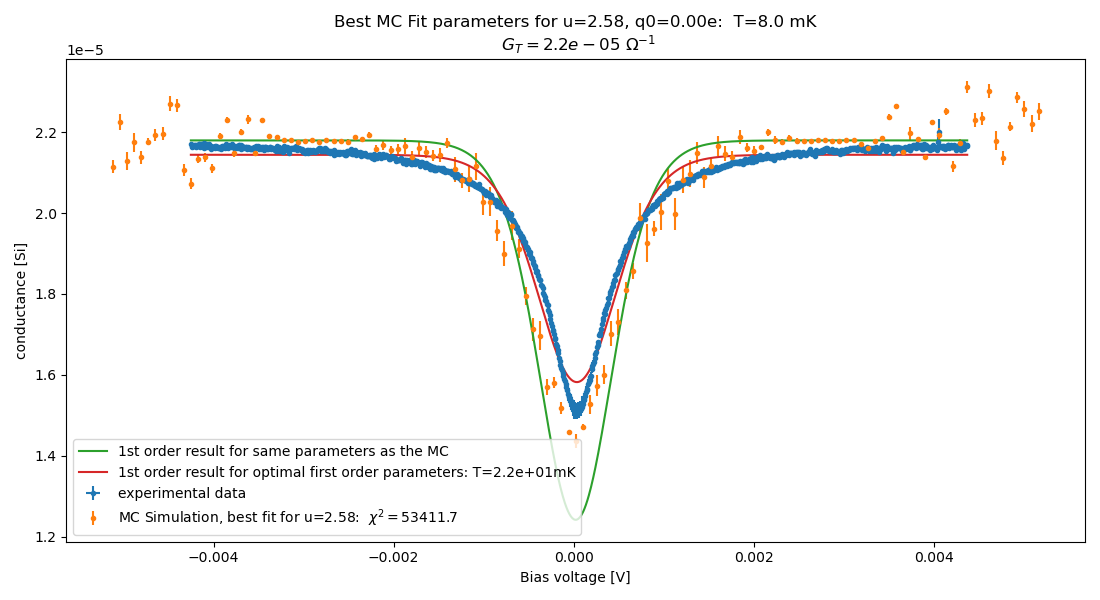 Best MC Fit parameters for u=2.58, q0=0.00e:  T=8.0 mK
G_T = 2.2e − 05 Ω⁻¹
1e−5
2.2
2.0
1.8
1.6
1.4
1.2
conductance [Si]
1st order result for same parameters as the MC
1st order result for optimal first order parameters: T=2.2e+01mK
experimental data
MC Simulation, best fit for u=2.58:  χ² = 53411.7
−0.004
−0.002
0.000
0.002
0.004
Bias voltage [V]